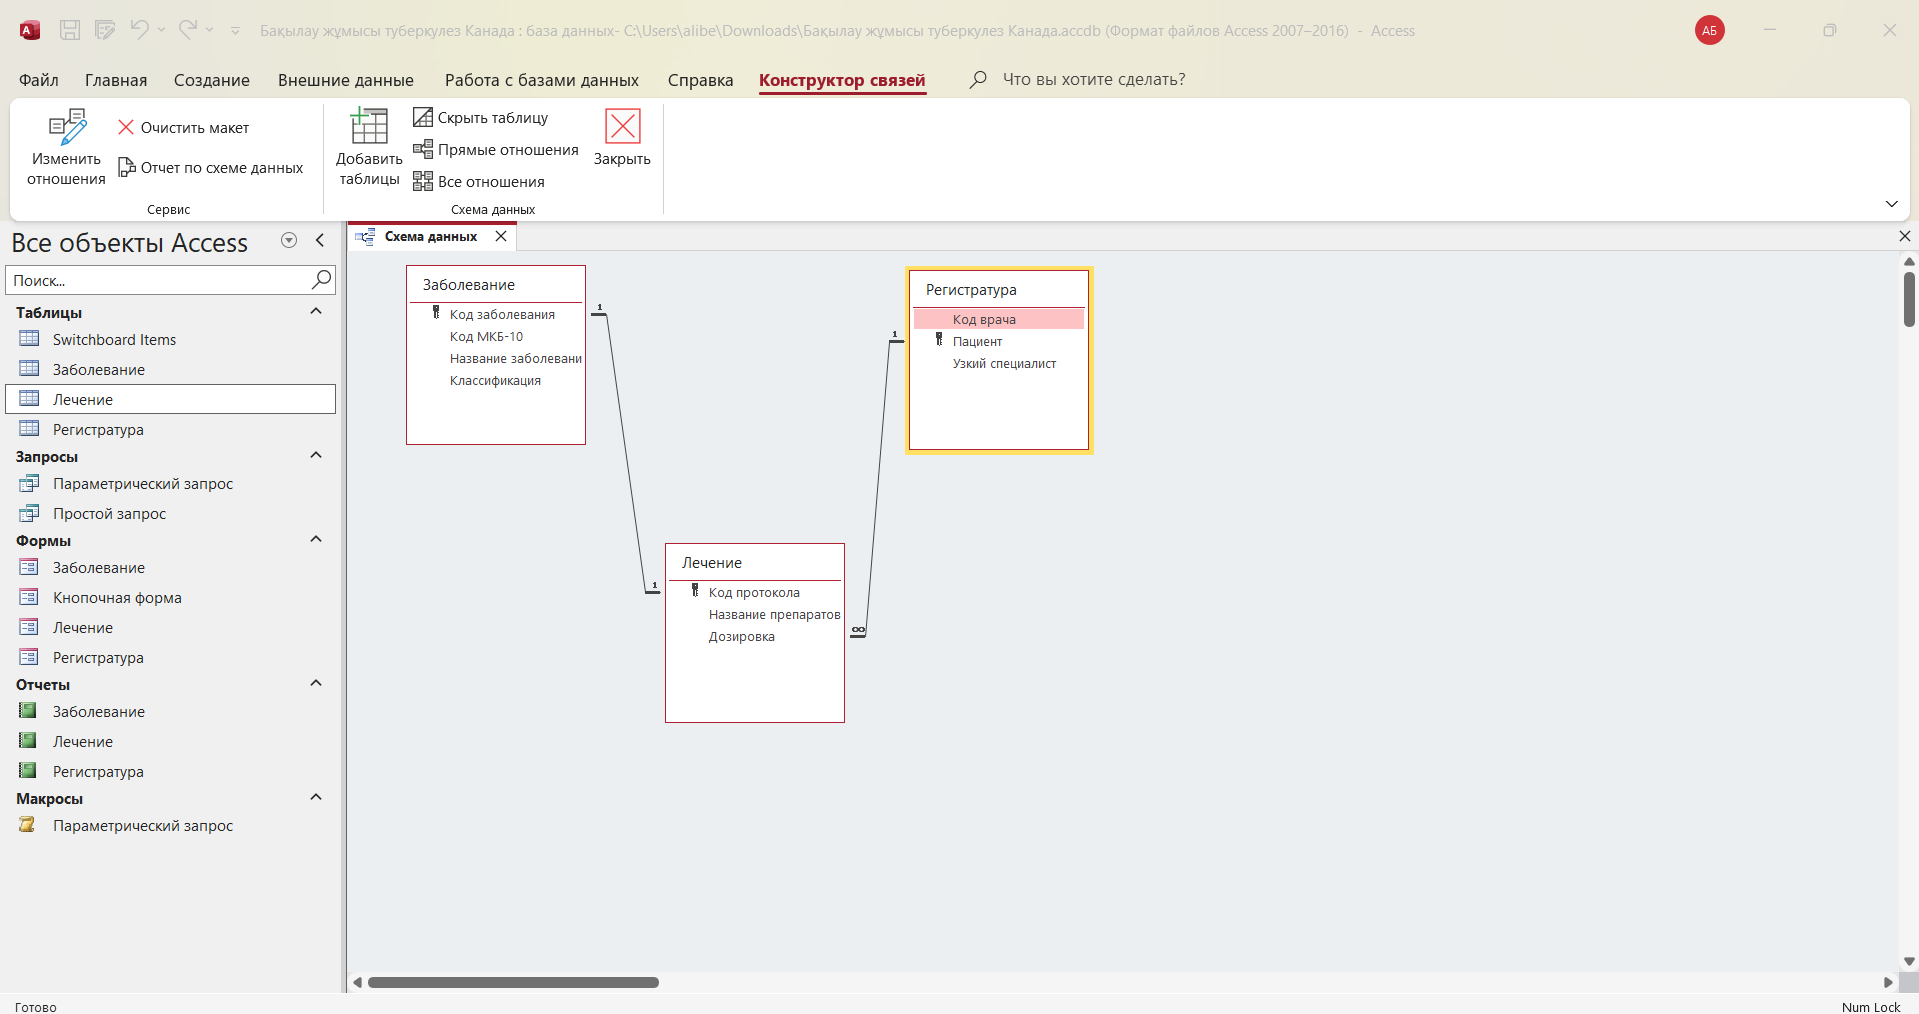 Бақылау жұмысы туберкулез Канада : база данных- C:\Users\alibe\Downloads\Бақылау жұмысы туберкулез Канада.accdb (Формат файлов Access 2007–2016) - Access
АБ
Файл Главная Создание Внешние данные Работа с базами данных Справка Конструктор связей Что вы хотите сделать?
Изменить отношения
Очистить макет
Отчет по схеме данных
Сервис
Добавить таблицы
Скрыть таблицу
Прямые отношения
Все отношения
Закрыть
Схема данных
Все объекты Access
Поиск...
Таблицы
Switchboard Items
Заболевание
Лечение
Регистратура
Запросы
Параметрический запрос
Простой запрос
Формы
Заболевание
Кнопочная форма
Лечение
Регистратура
Отчеты
Заболевание
Лечение
Регистратура
Макросы
Параметрический запрос
Схема данных
Заболевание
Код заболевания
Код МКБ-10
Название заболевани
Классификация
1
1
Регистратура
Код врача
Пациент
Узкий специалист
1
∞
Лечение
Код протокола
Название препаратов
Дозировка
Готово
Num Lock